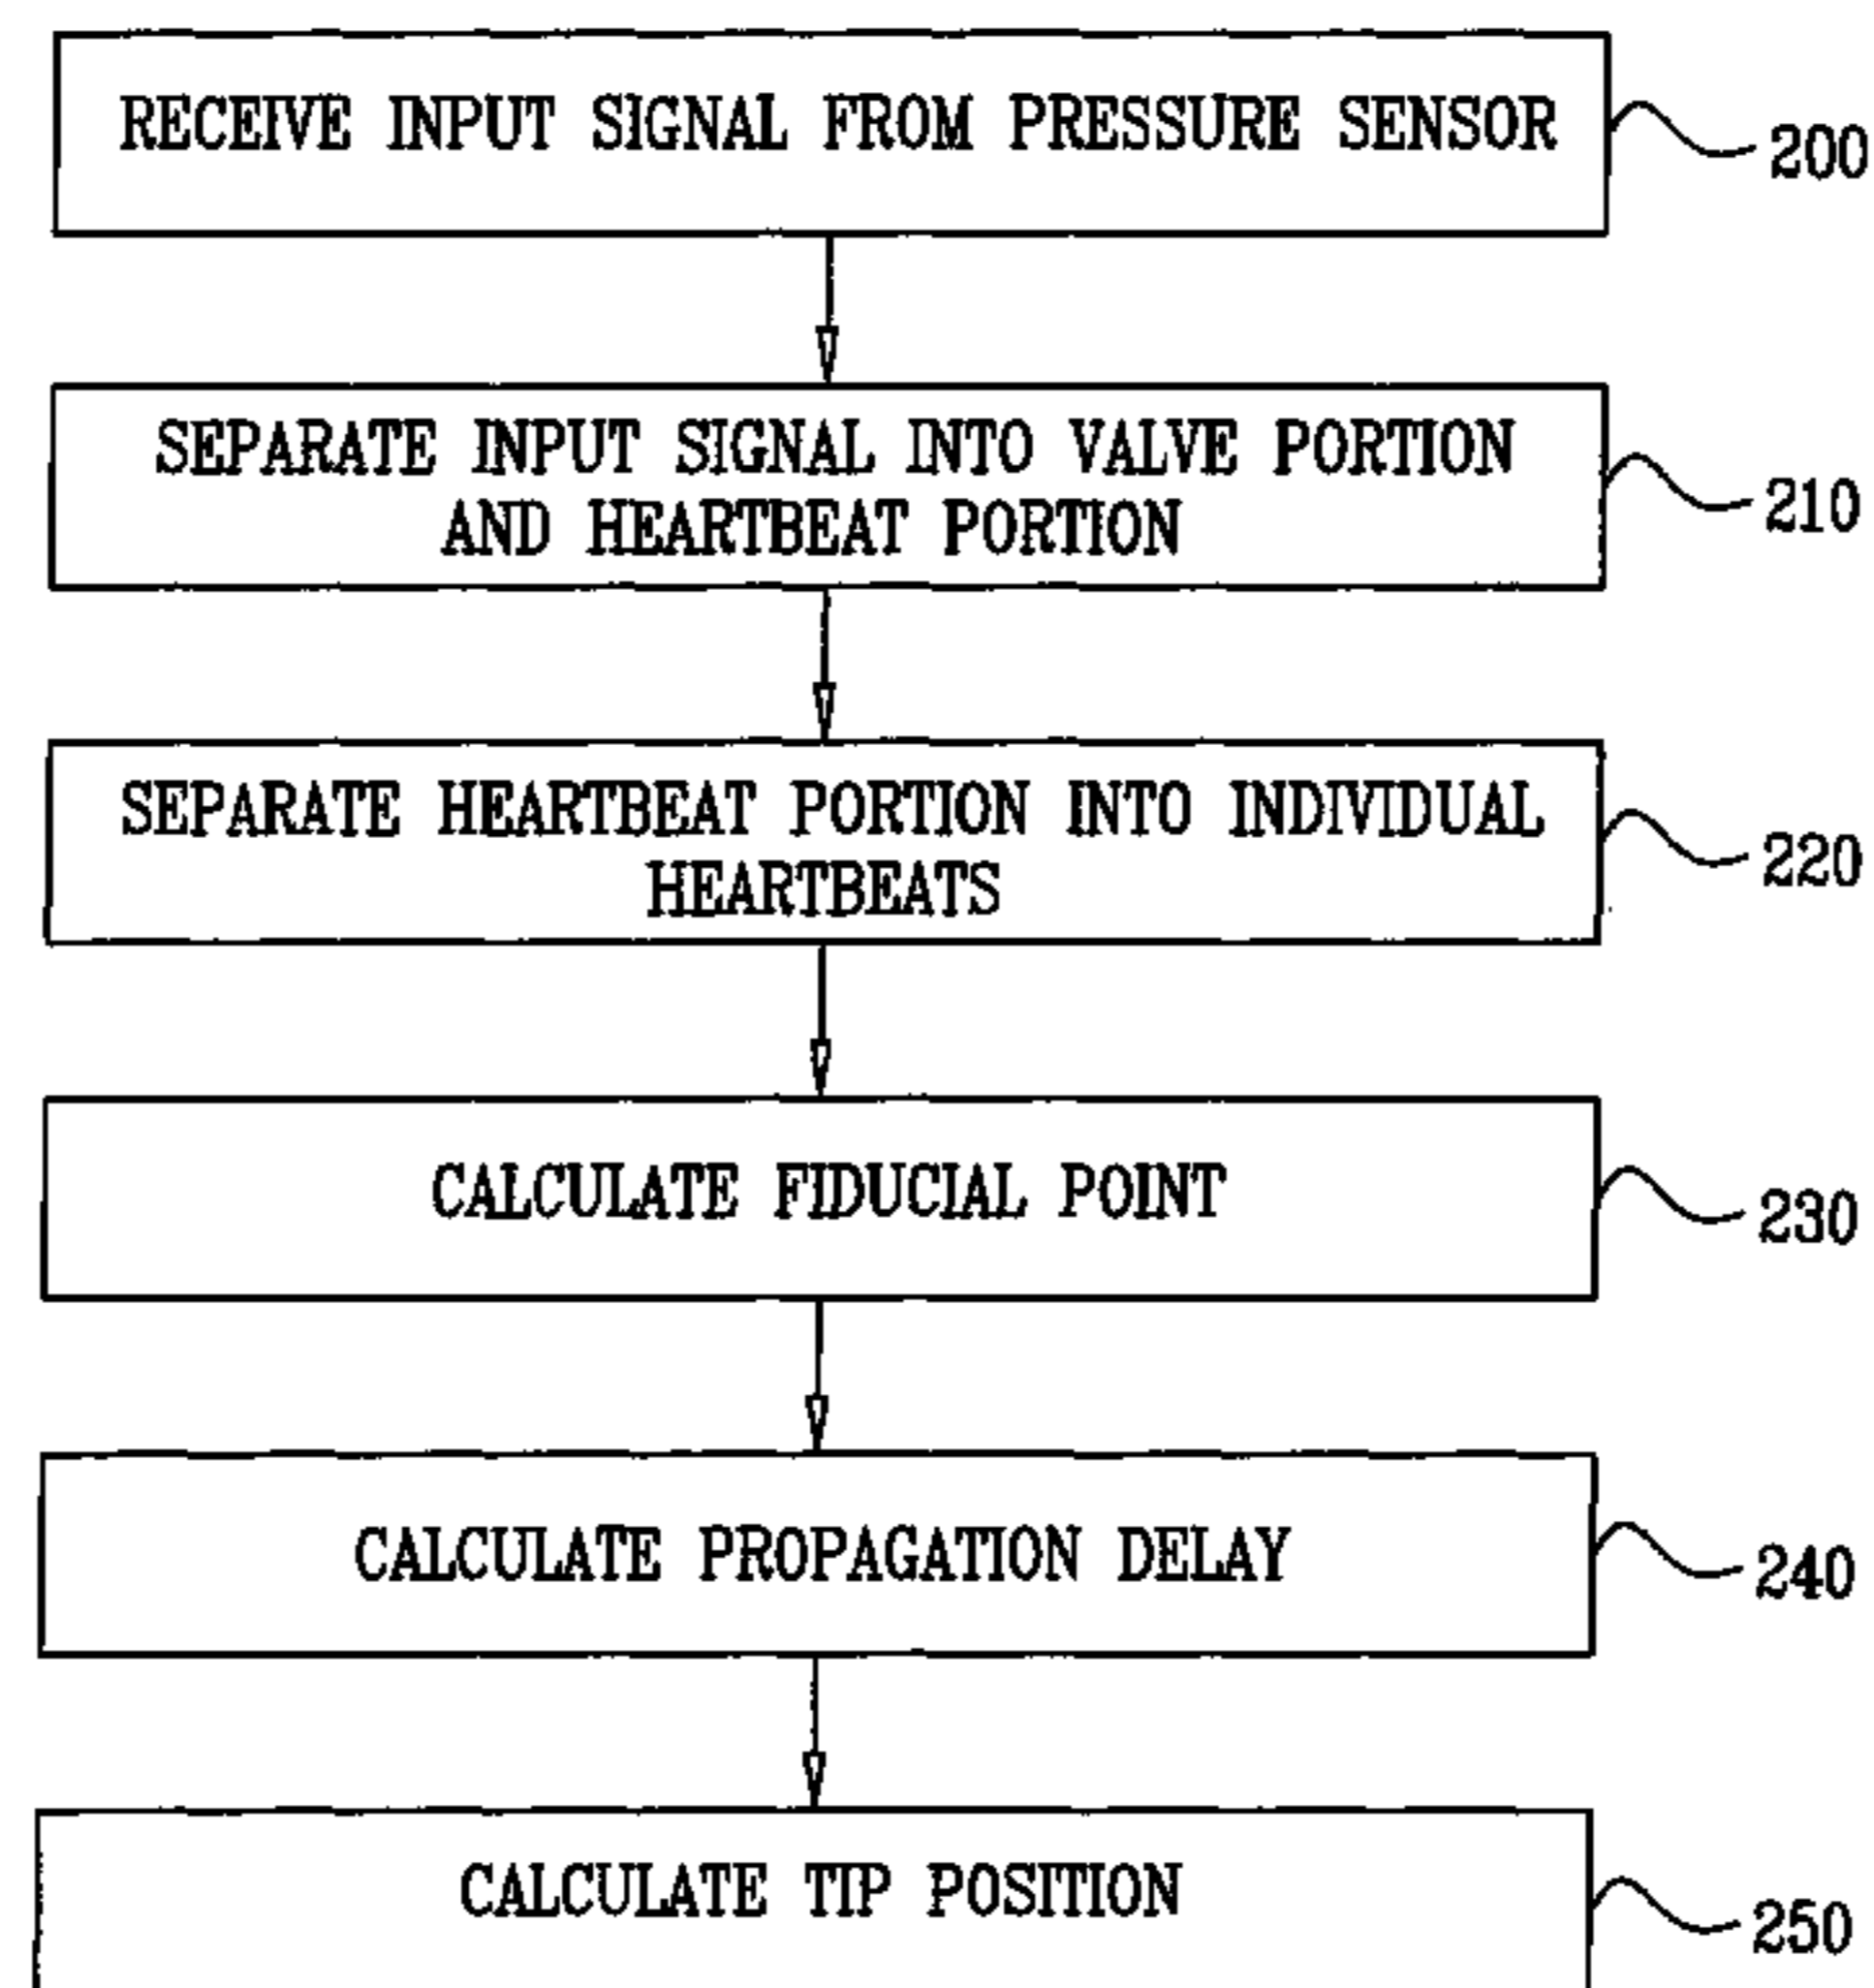 RECEIVE INPUT SIGNAL FROM PRESSURE SENSOR
200
SEPARATE INPUT SIGNAL INTO VALVE PORTION
AND HEARTBEAT PORTION
210
SEPARATE HEARTBEAT PORTION INTO INDIVIDUAL
HEARTBEATS
220
CALCULATE FIDUCIAL POINT
230
CALCULATE PROPAGATION DELAY
240
CALCULATE TIP POSITION
250